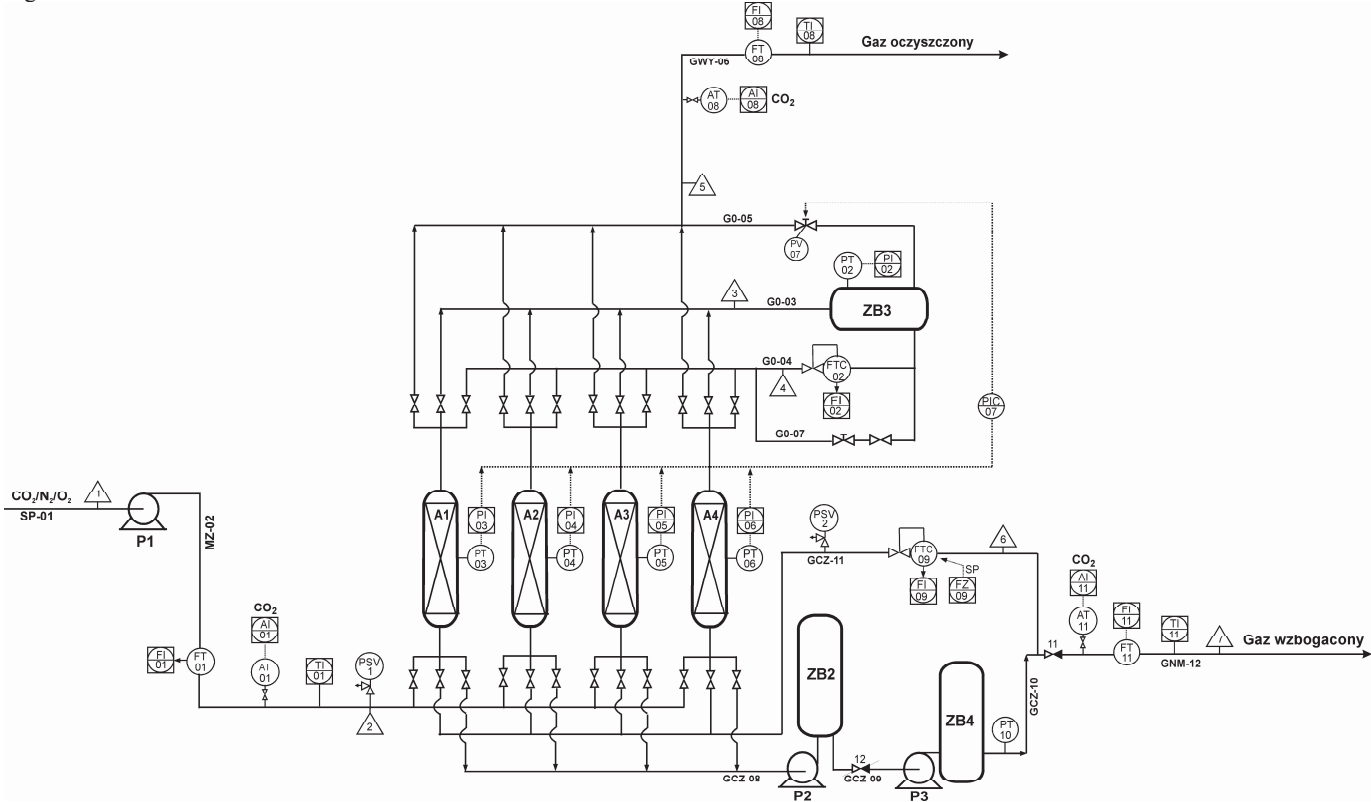 FI
08
TI
08
FT
Gaz oczyszczony
GWY-06
AT
08
AI
08
CO₂
5
G0-05
PV
07
PT
02
PI
02
3
G0-03
ZB3
G0-04
FTC
02
4
FI
02
PIC
07
G0-07
CO₂/N₂/O₂
1
SP-01
P1
MZ-02
A1
PI
03
PT
03
A2
PI
04
PT
04
A3
PI
05
PT
05
A4
PI
06
PT
06
PSV
2
GCZ-11
FTC
09
SP
FI
09
FZ
09
6
CO₂
AI
11
AT
11
FI
11
TI
11
Gaz wzbogacony
11
FT
11
GNM-12
CO₂
AI
01
FI
01
FT
01
AI
01
TI
01
PSV
1
2
ZB2
ZB4
GCZ-10
PT
10
12
P2
P3